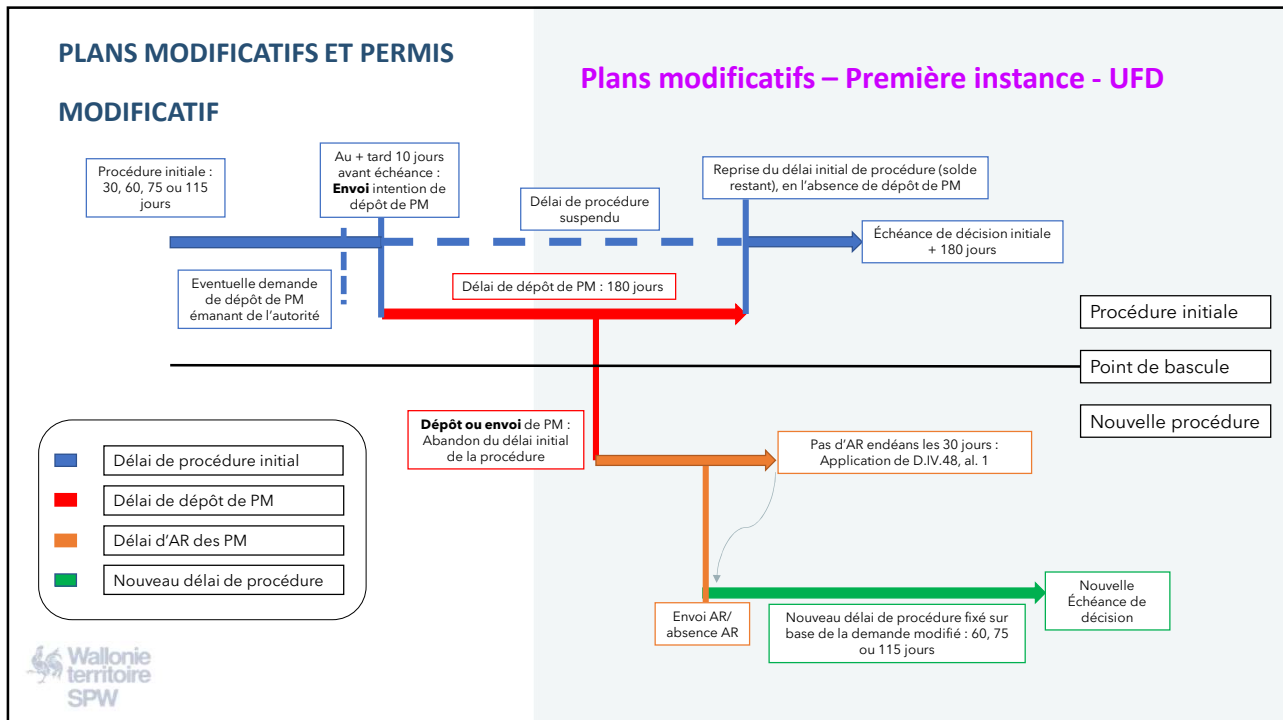 PLANS MODIFICATIFS ET PERMIS
MODIFICATIF
Plans modificatifs – Première instance - UFD
Procédure initiale :
30, 60, 75 ou 115
jours
Au + tard 10 jours
avant échéance :
Envoi intention de
dépôt de PM
Délai de procédure
suspendu
Reprise du délai initial de procédure (solde
restant), en l’absence de dépôt de PM
Échéance de décision initiale
+ 180 jours
Eventuelle demande
de dépôt de PM
émanant de l’autorité
Délai de dépôt de PM : 180 jours
Procédure initiale
Point de bascule
Nouvelle procédure
Dépôt ou envoi de PM :
Abandon du délai initial
de la procédure
Pas d’AR endéans les 30 jours :
Application de D.IV.48, al. 1
Délai de procédure initial
Délai de dépôt de PM
Délai d’AR des PM
Nouveau délai de procédure
Envoi AR/
absence AR
Nouveau délai de procédure fixé sur
base de la demande modifié : 60, 75
ou 115 jours
Nouvelle
Échéance de
décision
Wallonie
territoire
SPW